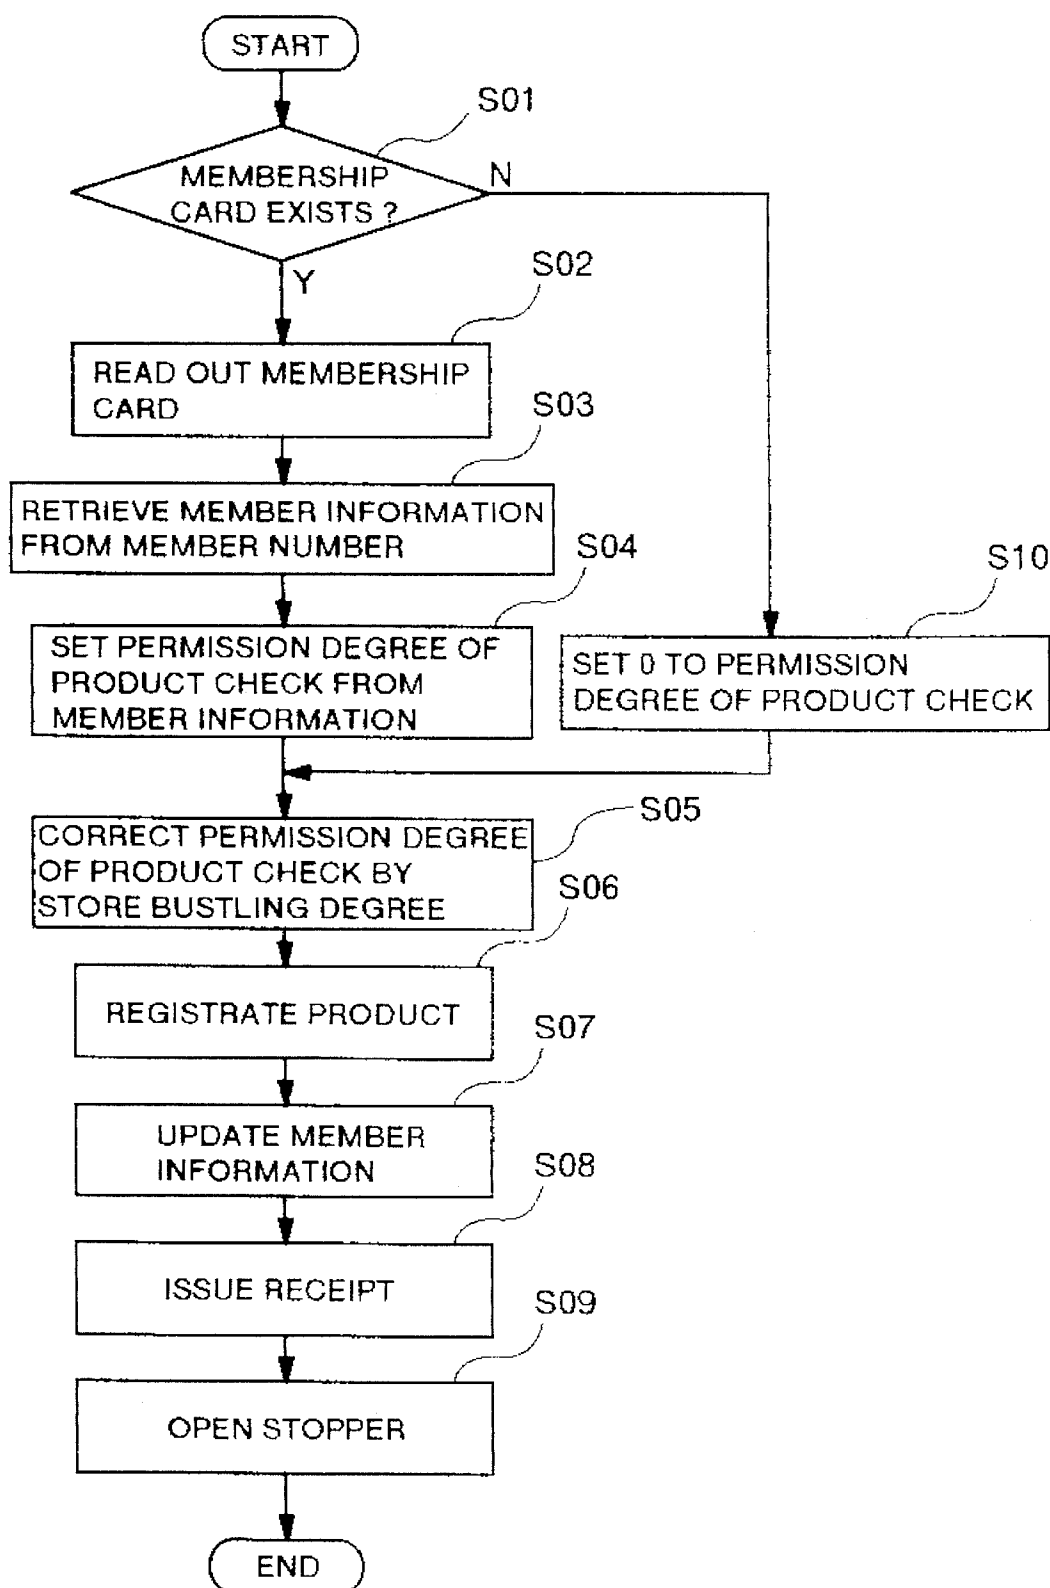 START
S01
MEMBERSHIP
CARD EXISTS ?
N
Y
S02
READ OUT MEMBERSHIP
CARD
S03
RETRIEVE MEMBER INFORMATION
FROM MEMBER NUMBER
S04
SET PERMISSION DEGREE OF
PRODUCT CHECK FROM
MEMBER INFORMATION
S10
SET 0 TO PERMISSION
DEGREE OF PRODUCT CHECK
S05
CORRECT PERMISSION DEGREE
OF PRODUCT CHECK BY
STORE BUSTLING DEGREE
S06
REGISTRATE PRODUCT
S07
UPDATE MEMBER
INFORMATION
S08
ISSUE RECEIPT
S09
OPEN STOPPER
END